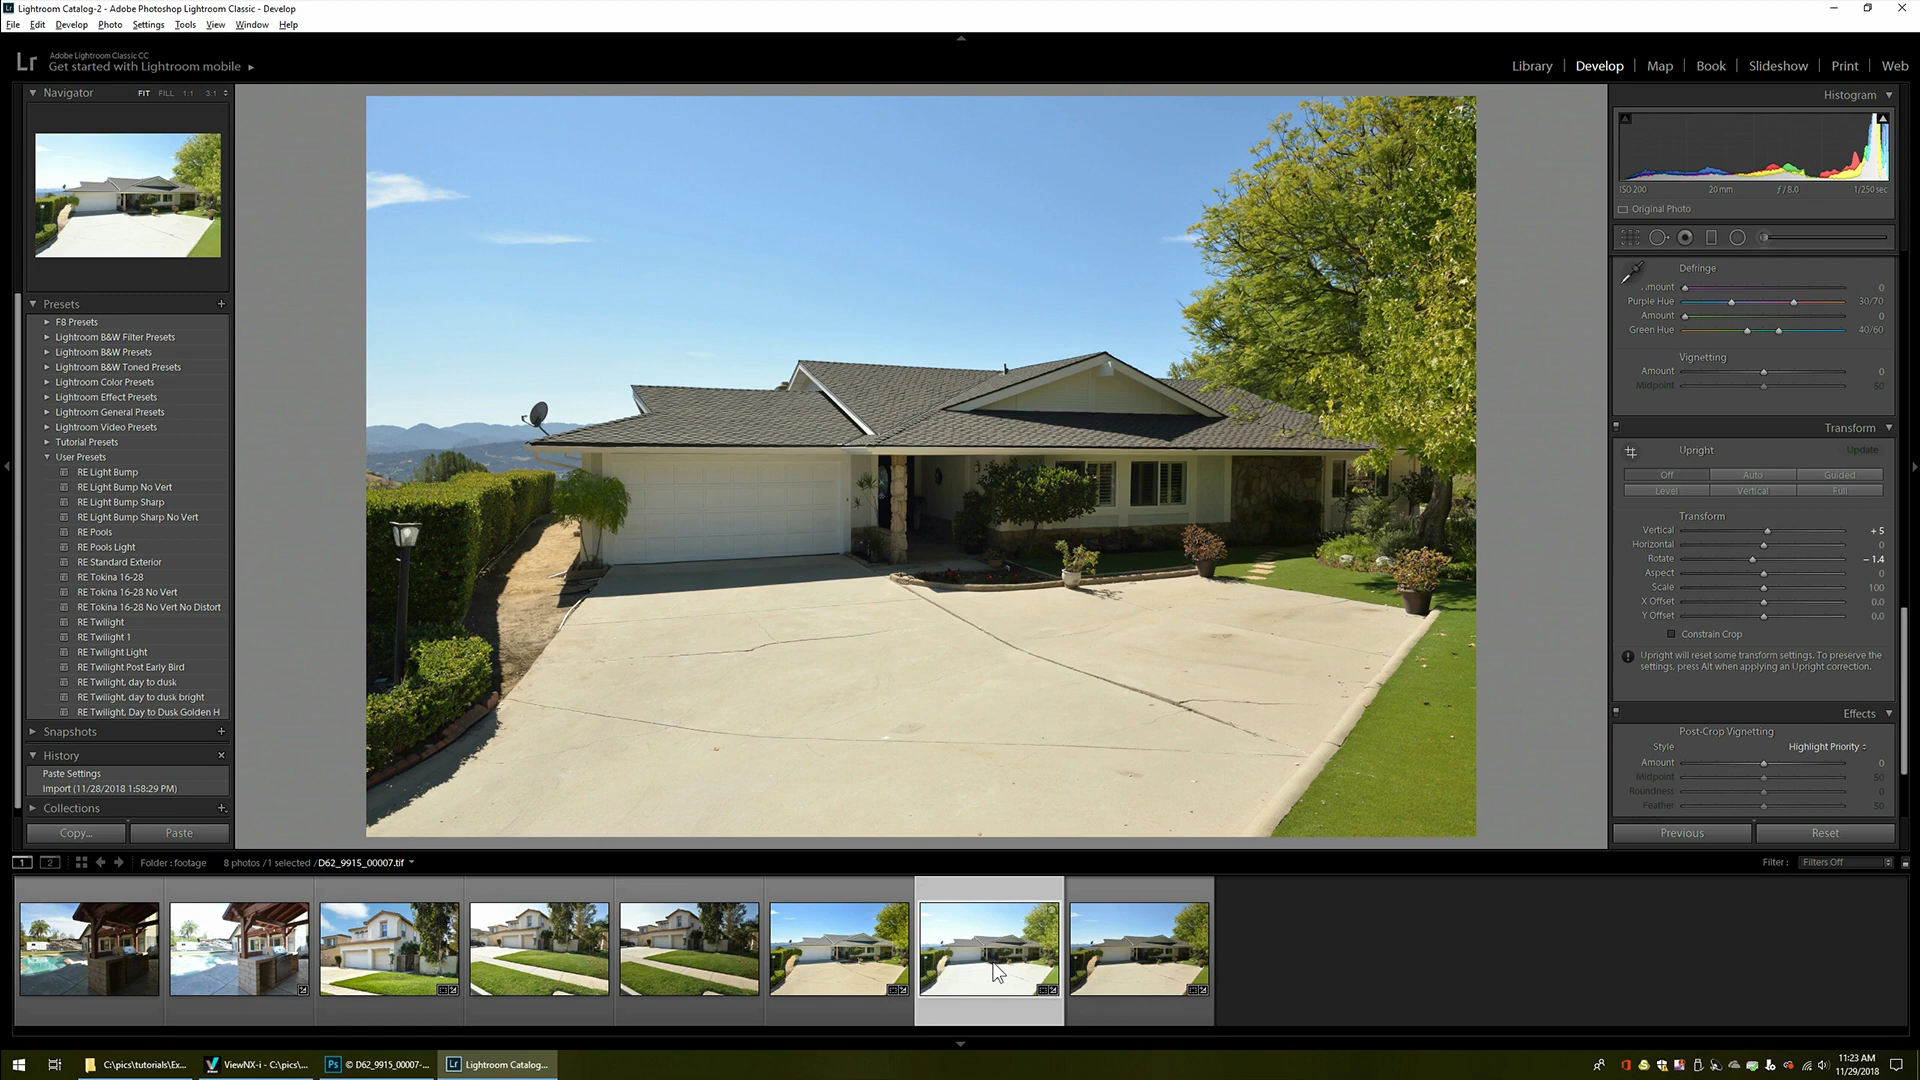 Lightroom Catalog-2 - Adobe Photoshop Lightroom Classic - Develop
File Edit Develop Photo Settings Tools View Window Help
Lr Adobe Lightroom Classic CC
Get started with Lightroom mobile
Library Develop Map Book Slideshow Print Web
Navigator FIT FILL 1:1 3:1
Presets +
F8 Presets
Lightroom B&W Filter Presets
Lightroom B&W Presets
Lightroom B&W Toned Presets
Lightroom Color Presets
Lightroom Effect Presets
Lightroom General Presets
Lightroom Video Presets
Tutorial Presets
User Presets
RE Light Bump
RE Light Bump No Vert
RE Light Bump Sharp
RE Light Bump Sharp No Vert
RE Pools
RE Pools Light
RE Standard Exterior
RE Tokina 16-28
RE Tokina 16-28 No Vert
RE Tokina 16-28 No Vert No Distort
RE Twilight
RE Twilight 1
RE Twilight Light
RE Twilight Post Early Bird
RE Twilight, day to dusk
RE Twilight, day to dusk bright
RE Twilight, Day to Dusk Golden H
Snapshots +
History
Paste Settings
Import (11/28/2018 1:58:29 PM)
Collections +
Copy... Paste
Histogram
ISO 200 20 mm ƒ / 8.0 1/250 sec
Original Photo
Defringe
Amount 0
Purple Hue 30/70
Amount 0
Green Hue 40/60
Vignetting
Amount 0
Midpoint 50
Transform
Upright Update
Off Auto Guided
Level Vertical Full
Transform
Vertical + 5
Horizontal 0
Rotate − 1.4
Aspect 0
Scale 100
X Offset 0.0
Y Offset 0.0
Constrain Crop
Upright will reset some transform settings. To preserve the
settings, press Alt when applying an Upright correction.
Effects
Post-Crop Vignetting
Style Highlight Priority
Amount 0
Midpoint 50
Roundness 0
Feather 50
Previous Reset
1 2 Folder : footage 8 photos / 1 selected / D62_9915_00007.tif Filter : Filters Off
C:\pics\tutorials\Ex... ViewNX-i - C:\pics\... Ps © D62_9915_00007-... Lr Lightroom Catalog...
11:23 AM
11/29/2018